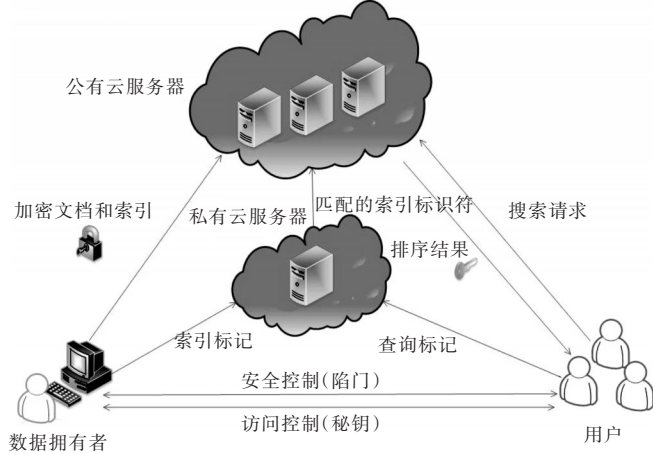 公有云服务器
加密文档和索引
私有云服务器
匹配的索引标识符
搜索请求
排序结果
索引标记
查询标记
安全控制(陷门)
访问控制(秘钥)
数据拥有者
用户